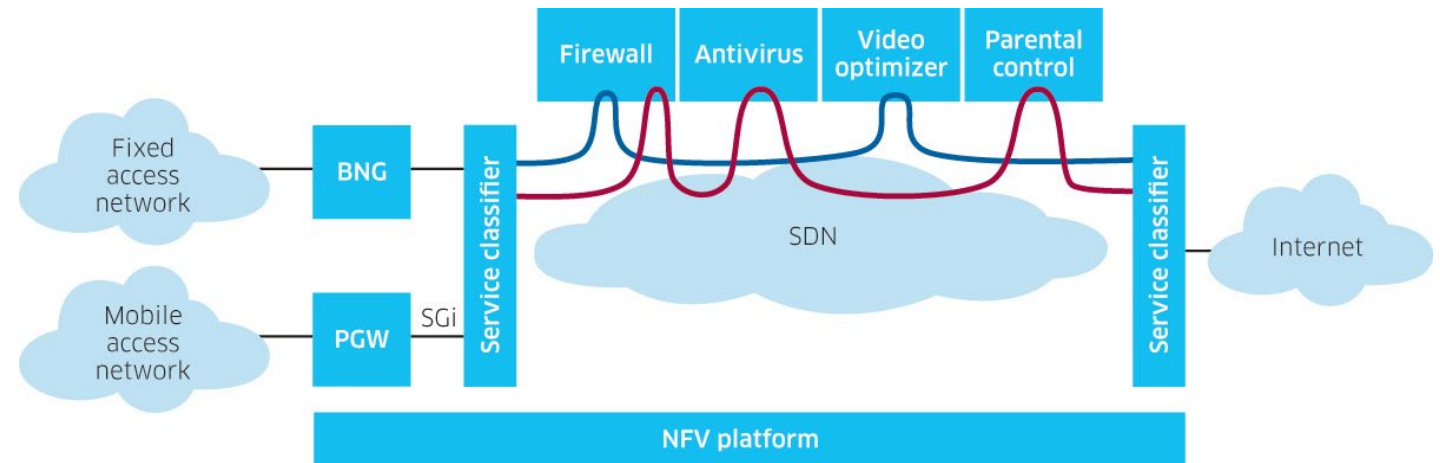 Firewall
Antivirus
Video
optimizer
Parental
control
Fixed
access
network
BNG
Service classifier
SDN
Service classifier
Internet
Mobile
access
network
PGW
SGi
NFV platform